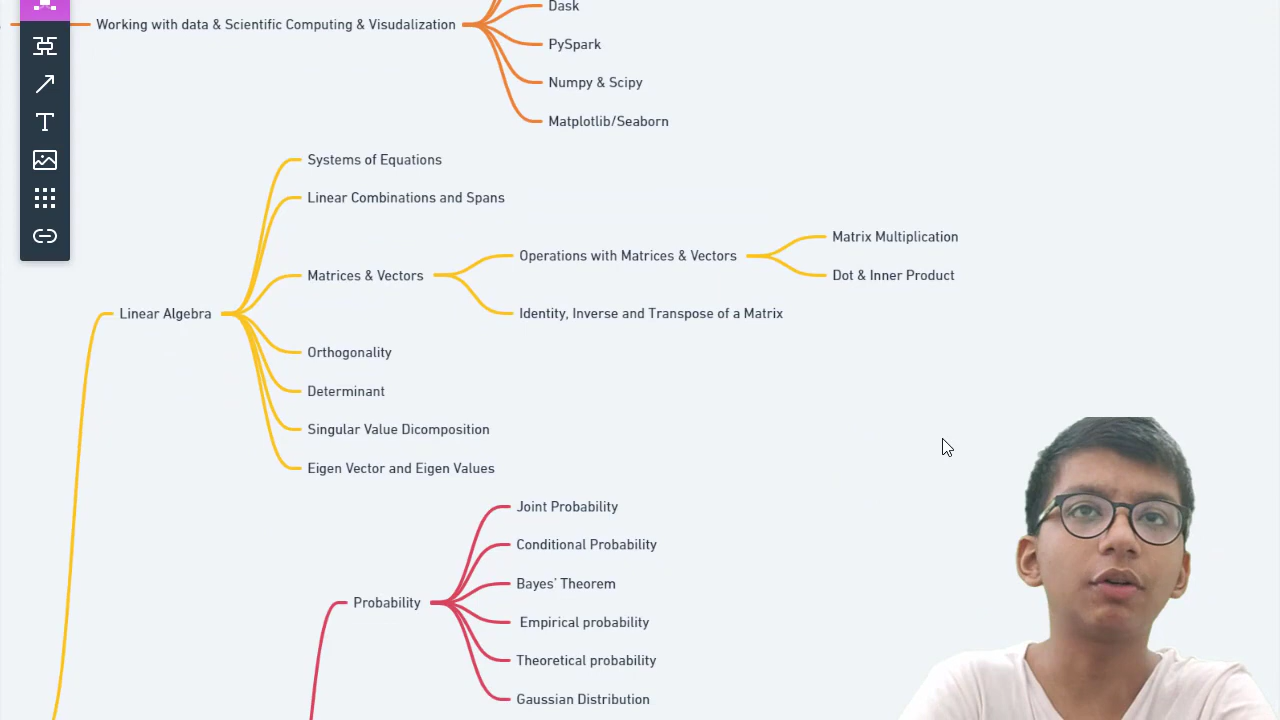 Dask
Working with data & Scientific Computing & Visudalization
PySpark
Numpy & Scipy
Matplotlib/Seaborn
Systems of Equations
Linear Combinations and Spans
Matrix Multiplication
Operations with Matrices & Vectors
Matrices & Vectors
Dot & Inner Product
Linear Algebra
Identity, Inverse and Transpose of a Matrix
Orthogonality
Determinant
Singular Value Dicomposition
Eigen Vector and Eigen Values
Joint Probability
Conditional Probability
Bayes' Theorem
Probability
Empirical probability
Theoretical probability
Gaussian Distribution
T